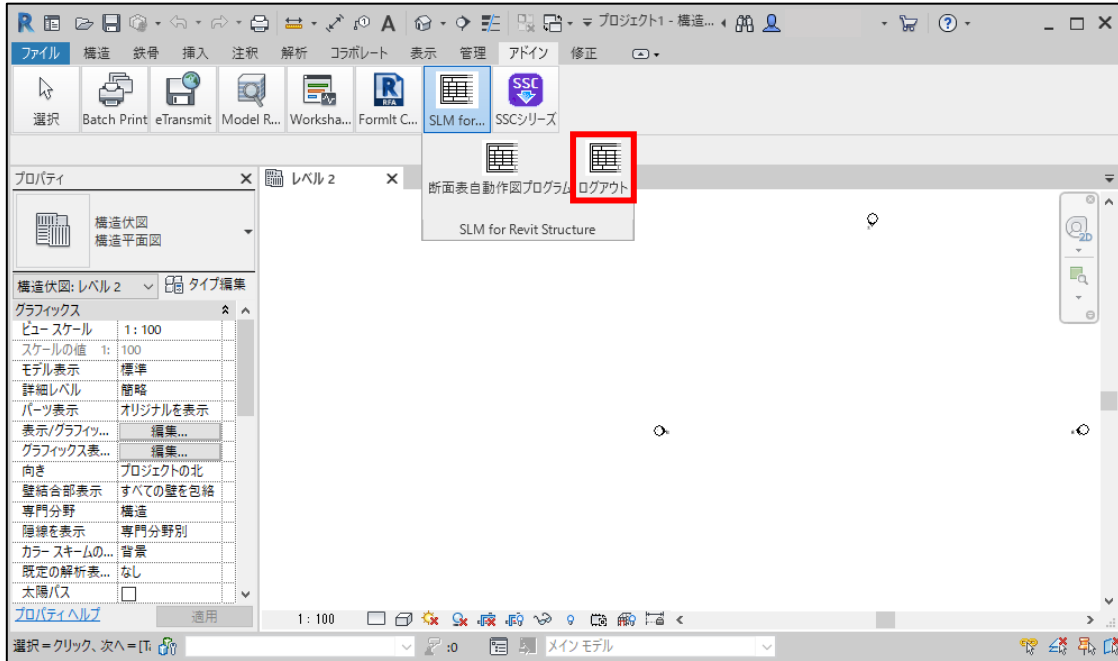 プロジェクト1 - 構造...
ファイル 構造 鉄骨 挿入 注釈 解析 コラボレート 表示 管理 アドイン 修正
選択 Batch Print eTransmit Model R... Worksha... FormIt C... SLM for... SSCシリーズ
断面表自動作図プログラム ログアウト
SLM for Revit Structure
プロパティ
レベル 2
構造伏図
構造平面図
構造伏図: レベル 2 タイプ編集
グラフィックス
ビュー スケール 1 : 100
スケールの値 1: 100
モデル表示 標準
詳細レベル 簡略
パーツ表示 オリジナルを表示
表示/グラフィッ... 編集...
グラフィックス表... 編集...
向き プロジェクトの北
壁結合部表示 すべての壁を包絡
専門分野 構造
隠線を表示 専門分野別
カラー スキームの... 背景
既定の解析表... なし
太陽パス
プロパティ ヘルプ 適用
1 : 100
選択 = クリック、次へ = [Ta :0 メイン モデル